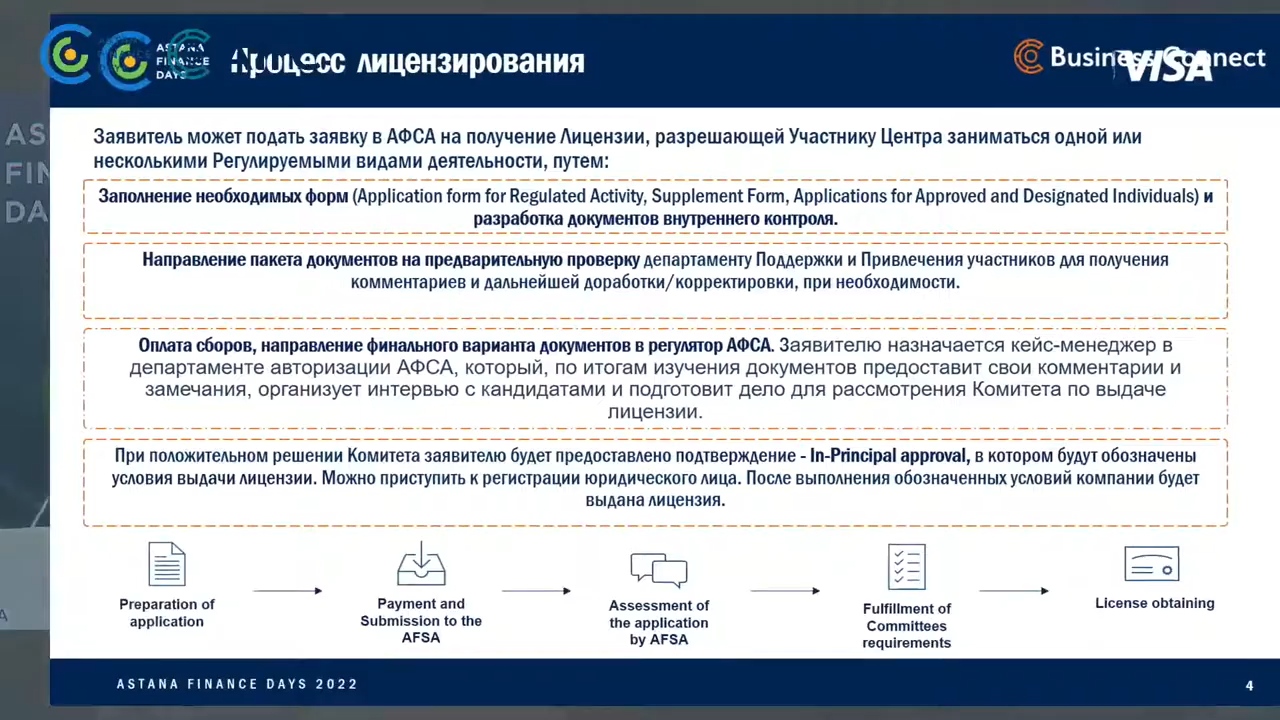 ASTANA
FINANCE
DAYS
Процесс лицензирования
Business Connect
VISA
Заявитель может подать заявку в АФСА на получение Лицензии, разрешающей Участнику Центра заниматься одной или
несколькими Регулируемыми видами деятельности, путем:
Заполнение необходимых форм (Application form for Regulated Activity, Supplement Form, Applications for Approved and Designated Individuals) и
разработка документов внутреннего контроля.
Направление пакета документов на предварительную проверку департаменту Поддержки и Привлечения участников для получения
комментариев и дальнейшей доработки/корректировки, при необходимости.
Оплата сборов, направление финального варианта документов в регулятор АФСА. Заявителю назначается кейс-менеджер в
департаменте авторизации АФСА, который, по итогам изучения документов предоставит свои комментарии и
замечания, организует интервью с кандидатами и подготовит дело для рассмотрения Комитета по выдаче
лицензии.
При положительном решении Комитета заявителю будет предоставлено подтверждение - In-Principal approval, в котором будут обозначены
условия выдачи лицензии. Можно приступить к регистрации юридического лица. После выполнения обозначенных условий компании будет
выдана лицензия.
Preparation of
application
Payment and
Submission to the
AFSA
Assessment of
the application
by AFSA
Fulfillment of
Committees
requirements
License obtaining
ASTANA FINANCE DAYS 2022
4
AS
FIN
DA